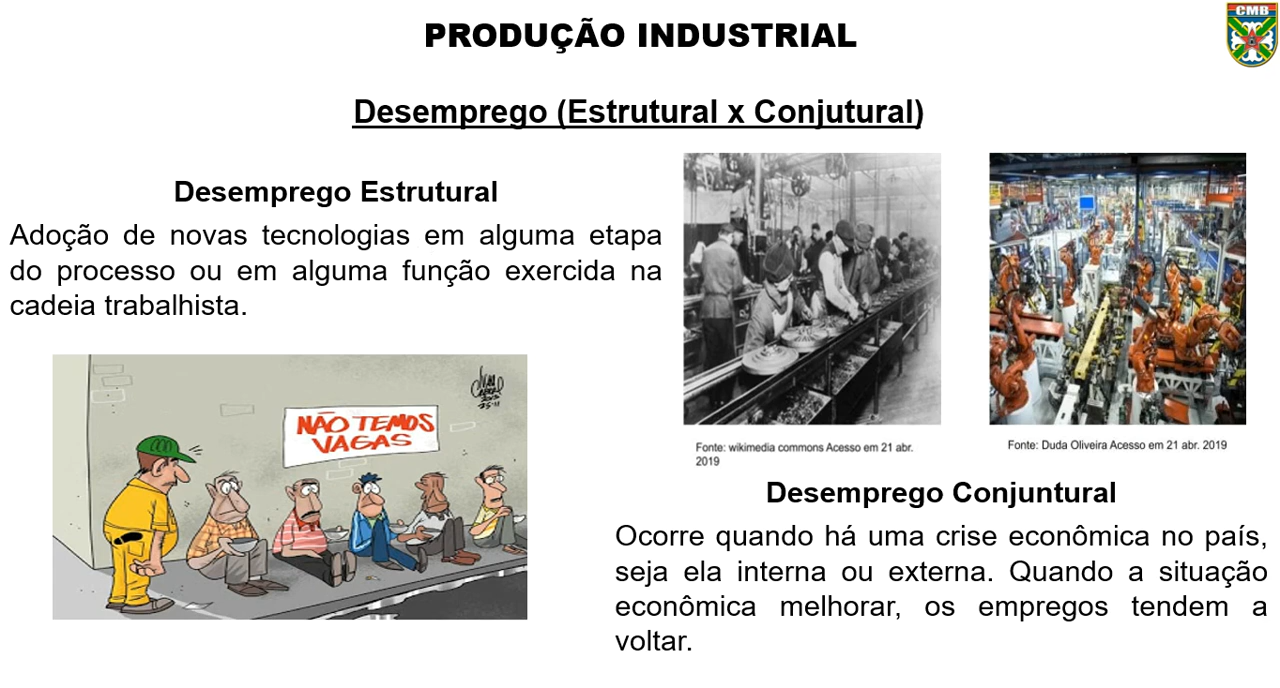 CMB
PRODUÇÃO INDUSTRIAL
Desemprego (Estrutural x Conjutural)
Desemprego Estrutural
Adoção de novas tecnologias em alguma etapa
do processo ou em alguma função exercida na
cadeia trabalhista.
NÃO TEMOS
VAGAS
Fonte: wikimedia commons Acesso em 21 abr.
2019
Fonte: Duda Oliveira Acesso em 21 abr. 2019
Desemprego Conjuntural
Ocorre quando há uma crise econômica no país,
seja ela interna ou externa. Quando a situação
econômica melhorar, os empregos tendem a
voltar.